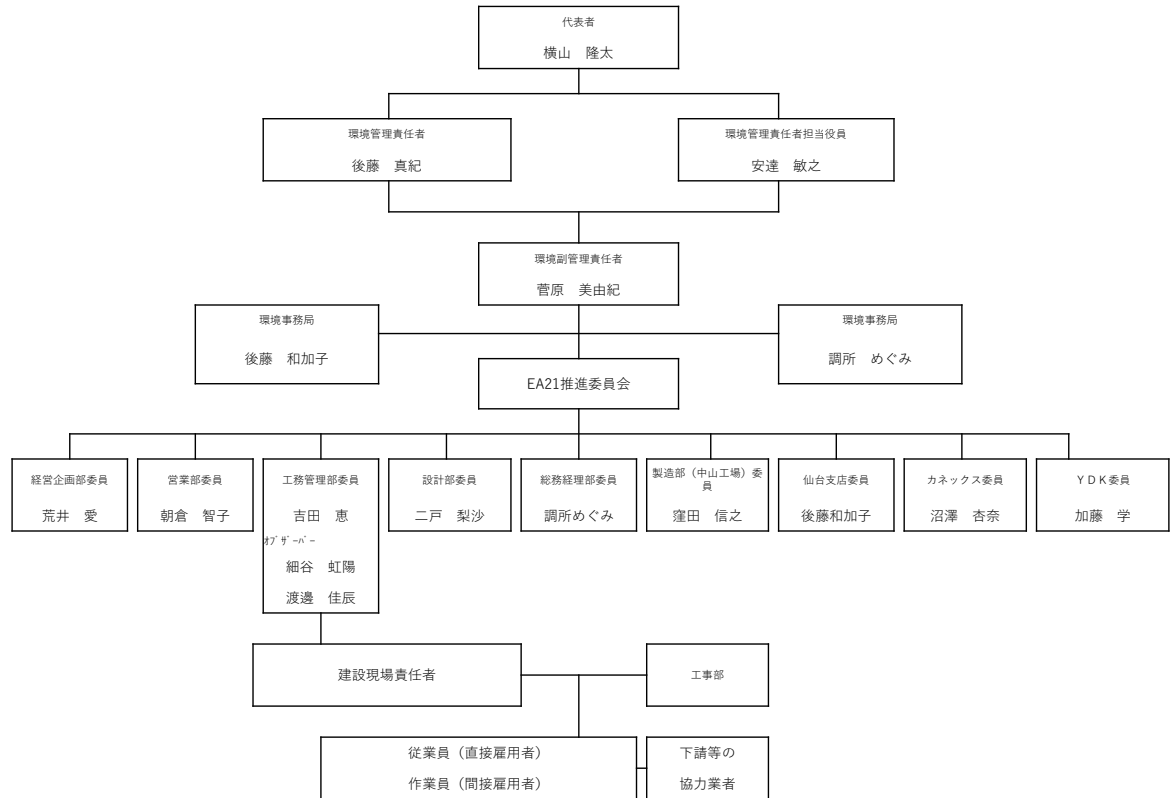 代表者
横山　隆太
環境管理責任者
後藤　真紀
環境管理責任者担当役員
安達　敏之
環境副管理責任者
菅原　美由紀
環境事務局
後藤　和加子
環境事務局
調所　めぐみ
EA21推進委員会
経営企画部委員
荒井　愛
営業部委員
朝倉　智子
工務管理部委員
吉田　恵
ｵﾌﾞｻﾞｰﾊﾞｰ
細谷　虹陽
渡邊　佳辰
設計部委員
二戸　梨沙
総務経理部委員
調所めぐみ
製造部（中山工場）委
員
窪田　信之
仙台支店委員
後藤和加子
カネックス委員
沼澤　杏奈
ＹＤＫ委員
加藤　学
建設現場責任者
工事部
従業員（直接雇用者）
作業員（間接雇用者）
下請等の
協力業者